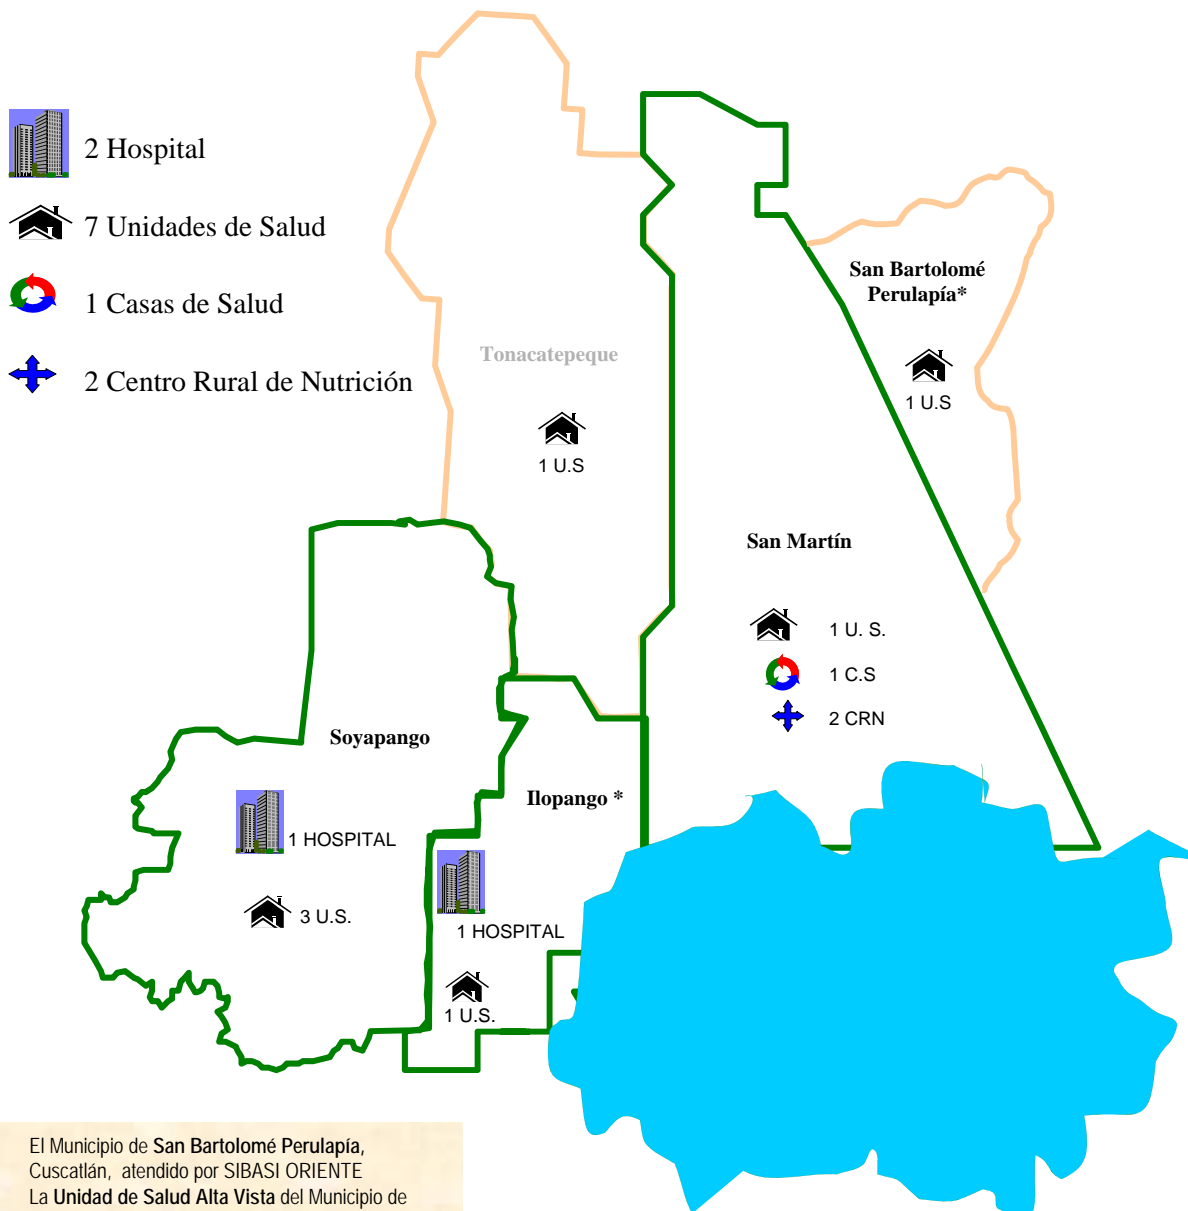 2 Hospital
7 Unidades de Salud
1 Casas de Salud
2 Centro Rural de Nutrición
San Bartolomé
Perulapía*
1 U.S
Tonacatepeque
1 U.S
San Martín
1 U. S.
1 C.S
2 CRN
Soyapango
1 HOSPITAL
3 U.S.
Ilopango *
1 HOSPITAL
1 U.S.
El Municipio de San Bartolomé Perulapía,
Cuscatlán, atendido por SIBASI ORIENTE
La Unidad de Salud Alta Vista del Municipio de